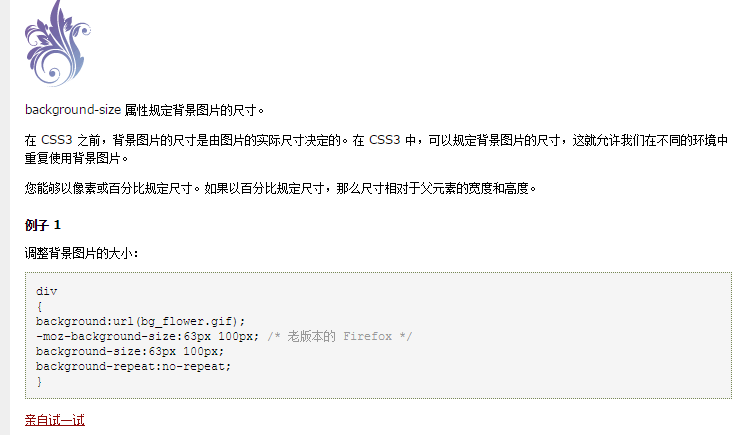 background-size 属性规定背景图片的尺寸。
在 CSS3 之前，背景图片的尺寸是由图片的实际尺寸决定的。在 CSS3 中，可以规定背景图片的尺寸，这就允许我们在不同的环境中
重复使用背景图片。
您能够以像素或百分比规定尺寸。如果以百分比规定尺寸，那么尺寸相对于父元素的宽度和高度。
例子 1
调整背景图片的大小：
div
{
background:url(bg_flower.gif);
-moz-background-size:63px 100px; /* 老版本的 Firefox */
background-size:63px 100px;
background-repeat:no-repeat;
}
亲自试一试